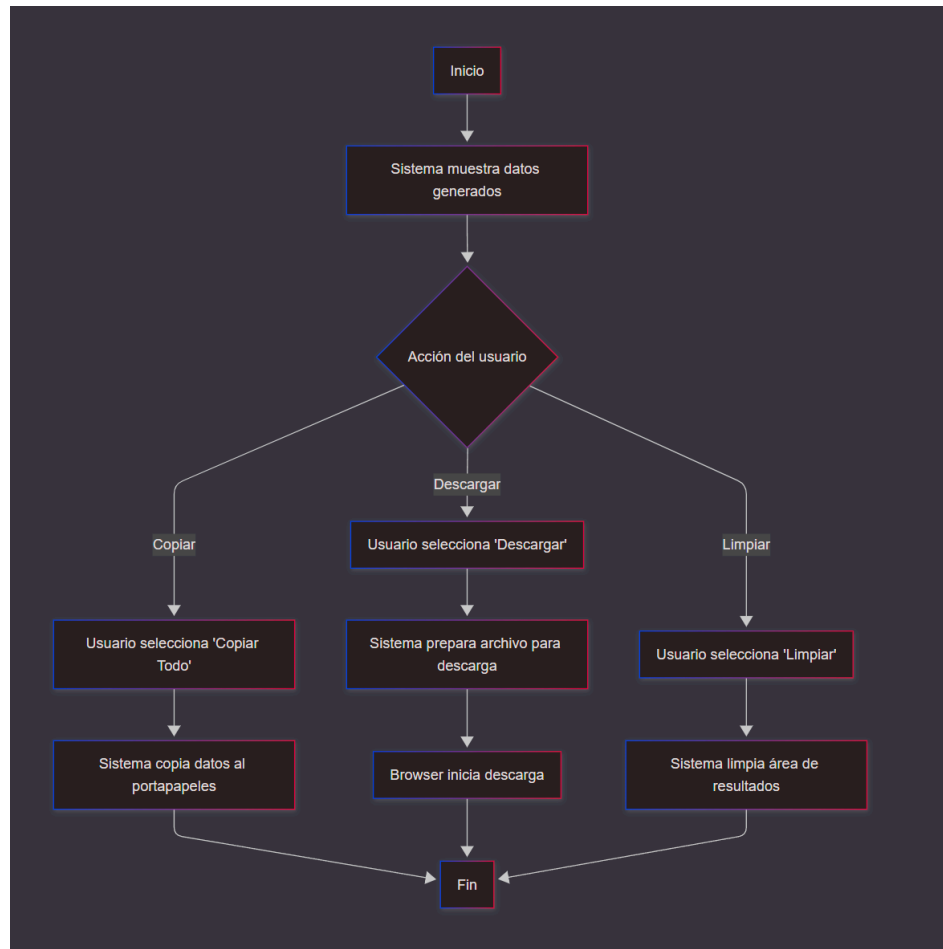 Inicio
Sistema muestra datos
generados
Acción del usuario
Descargar
Copiar
Usuario selecciona 'Descargar'
Limpiar
Usuario selecciona 'Copiar
Todo'
Sistema prepara archivo para
descarga
Usuario selecciona 'Limpiar'
Sistema copia datos al
portapapeles
Browser inicia descarga
Sistema limpia área de
resultados
Fin